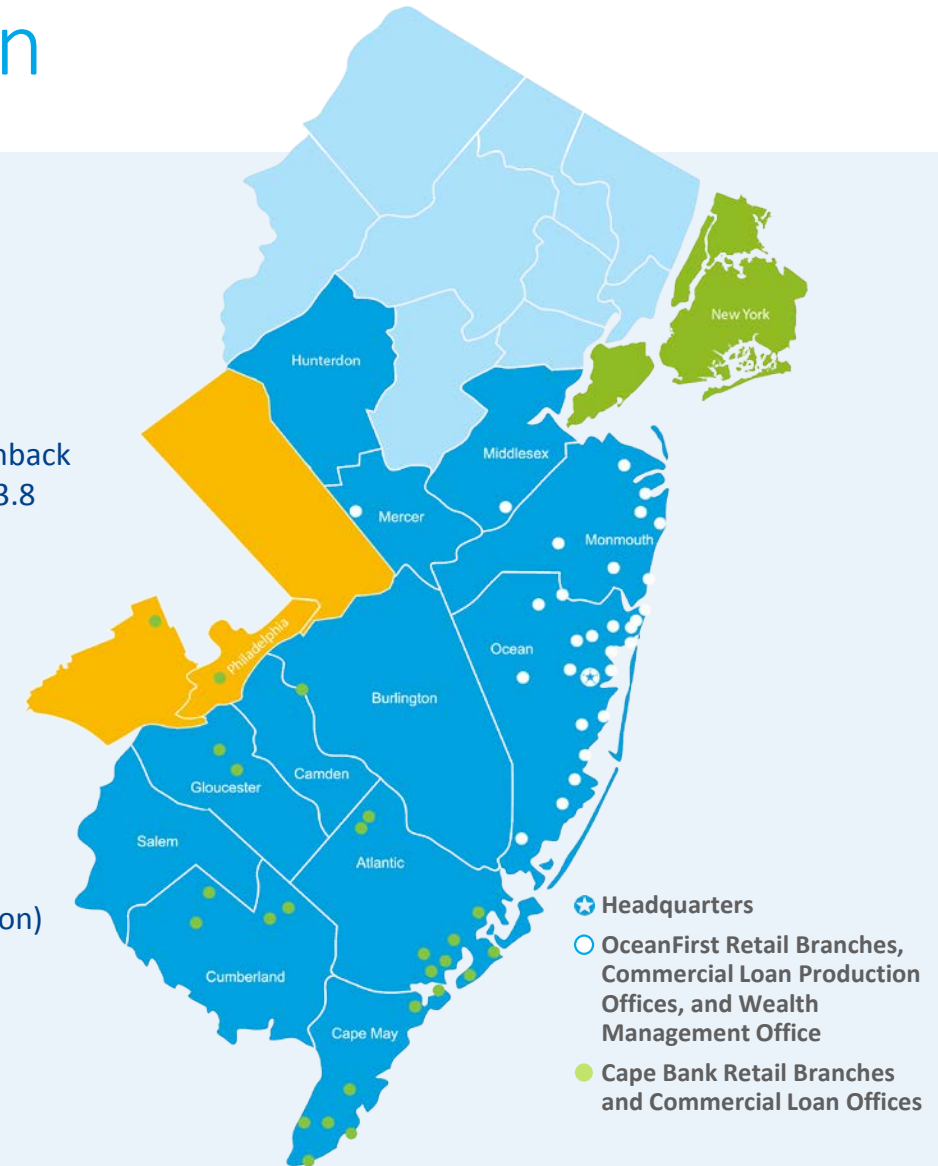 n
nback
3.8
on)
New York
Hunterdon
Middlesex
Mercer
Monmouth
Ocean
Philadelphia
Burlington
Camden
Gloucester
Salem
Atlantic
Cumberland
Cape May
Headquarters
OceanFirst Retail Branches,
Commercial Loan Production
Offices, and Wealth
Management Office
Cape Bank Retail Branches
and Commercial Loan Offices